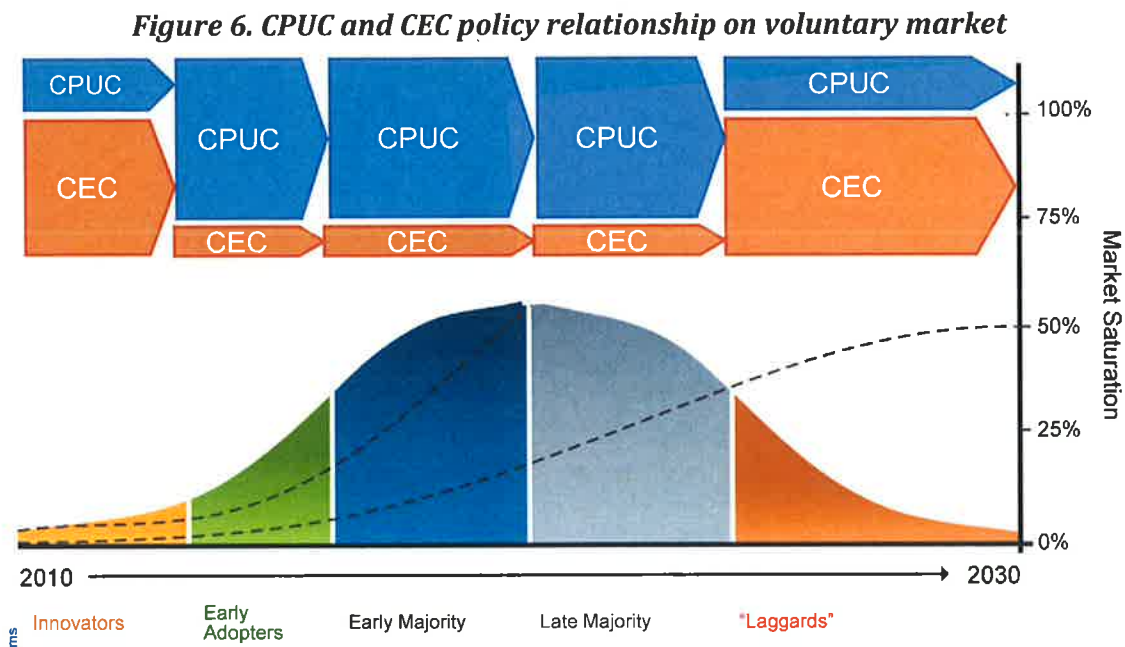 Figure 6. CPUC and CEC policy relationship on voluntary market
CPUC
CPUC
CPUC
CPUC
CPUC
CEC
CEC
CEC
CEC
CEC
100%
75%
50%
25%
0%
Market Saturation
2010
2030
Innovators
Early
Adopters
Early Majority
Late Majority
"Laggards"